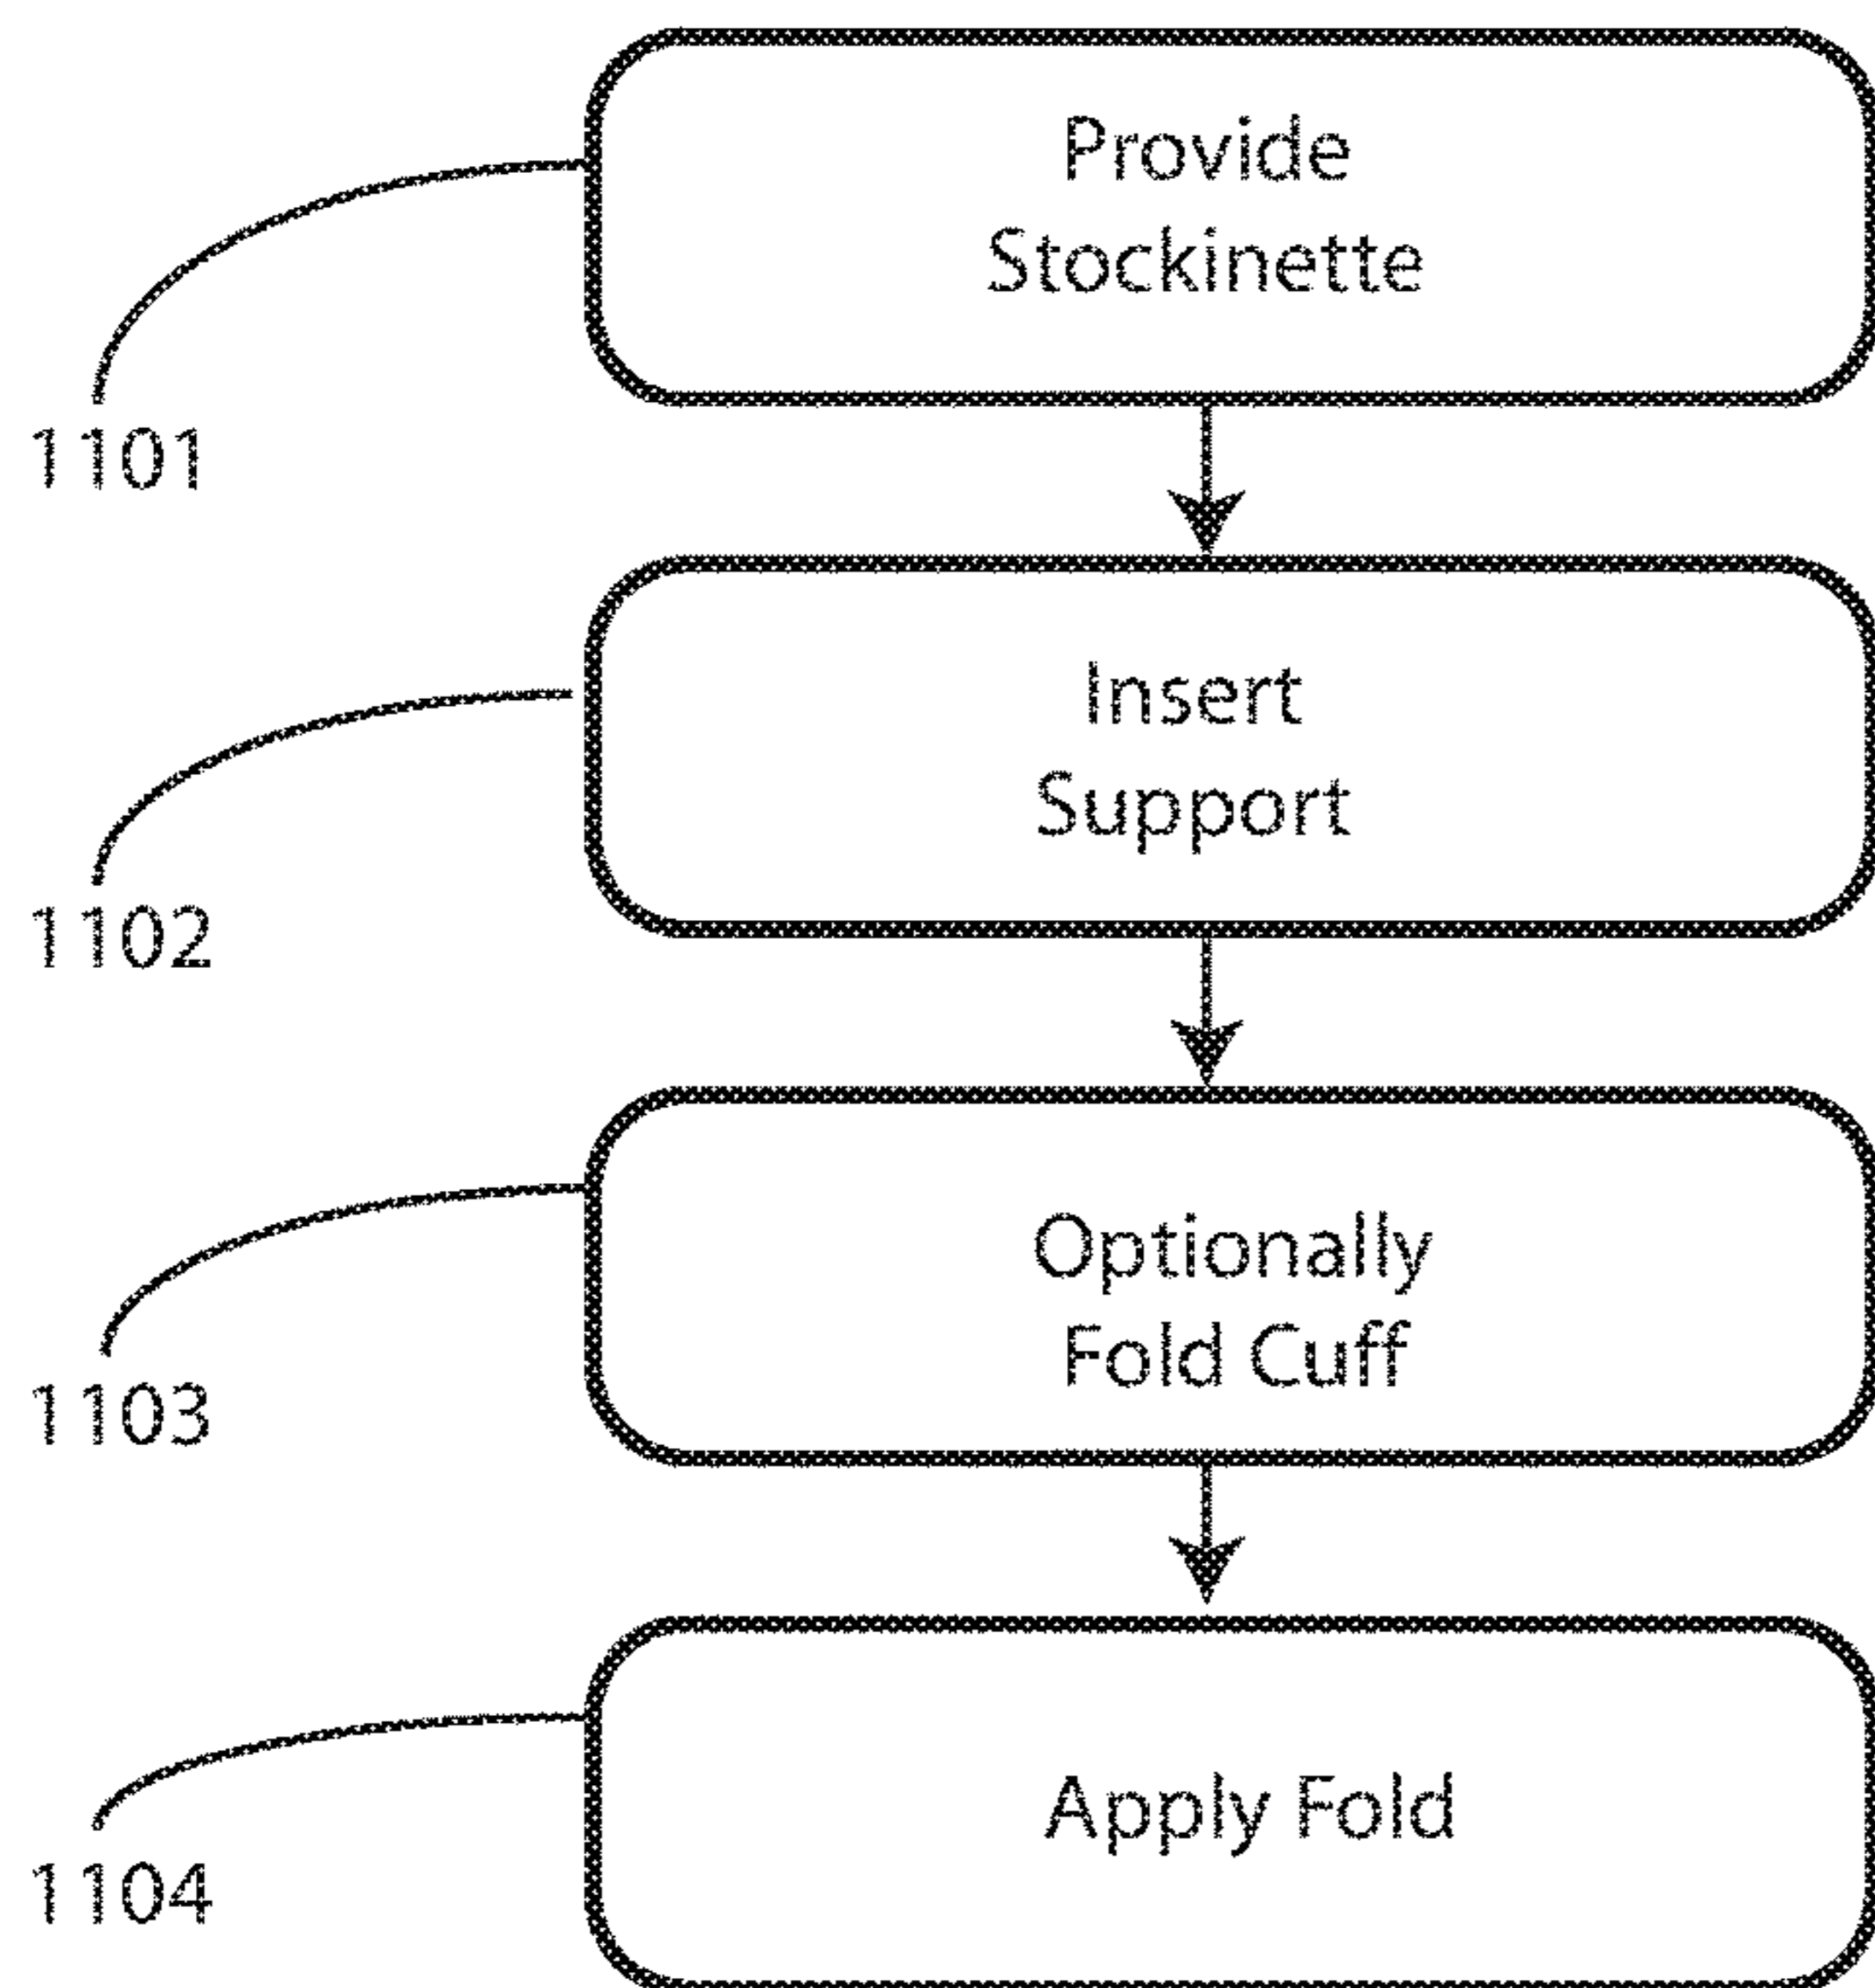 Provide
Stockinette
1101
Insert
Support
1102
Optionally
Fold Cuff
1103
Apply Fold
1104